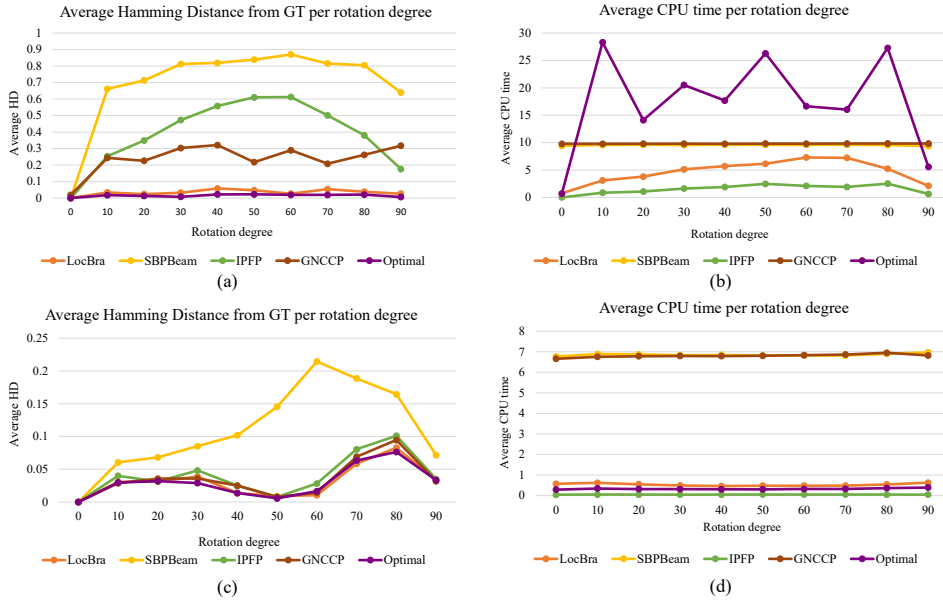 Average Hamming Distance from GT per rotation degree
Average HD
1
0.9
0.8
0.7
0.6
0.5
0.4
0.3
0.2
0.1
0
0 10 20 30 40 50 60 70 80 90
Rotation degree
LocBra SBPBeam IPFP GNCCP Optimal
(a)
Average CPU time per rotation degree
Average CPU time
30
25
20
15
10
5
0
0 10 20 30 40 50 60 70 80 90
Rotation degree
LocBra SBPBeam IPFP GNCCP Optimal
(b)
Average Hamming Distance from GT per rotation degree
Average HD
0.25
0.2
0.15
0.1
0.05
0
0 10 20 30 40 50 60 70 80 90
Rotation degree
LocBra SBPBeam IPFP GNCCP Optimal
(c)
Average CPU time per rotation degree
Average CPU time
8
7
6
5
4
3
2
1
0
0 10 20 30 40 50 60 70 80 90
Rotation degree
LocBra SBPBeam IPFP GNCCP Optimal
(d)